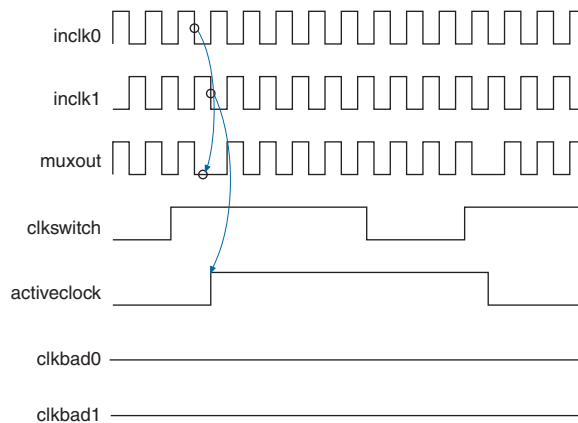 inclk0
inclk1
muxout
clkswitch
activeclock
clkbad0
clkbad1